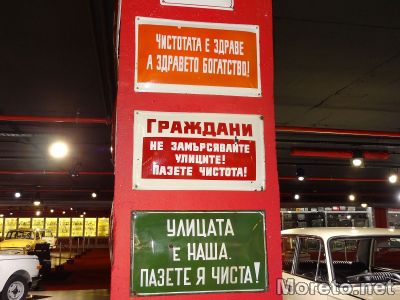 ЧИСТОТАТА Е ЗДРАВЕ
А ЗДРАВЕТО БОГАТСТВО!
ГРАЖДАНИ
НЕ ЗАМЪРСЯВАЙТЕ
УЛИЦИТЕ!
ПАЗЕТЕ ЧИСТОТА!
УЛИЦАТА
Е НАША.
ПАЗЕТЕ Я ЧИСТА!
Moreto.net